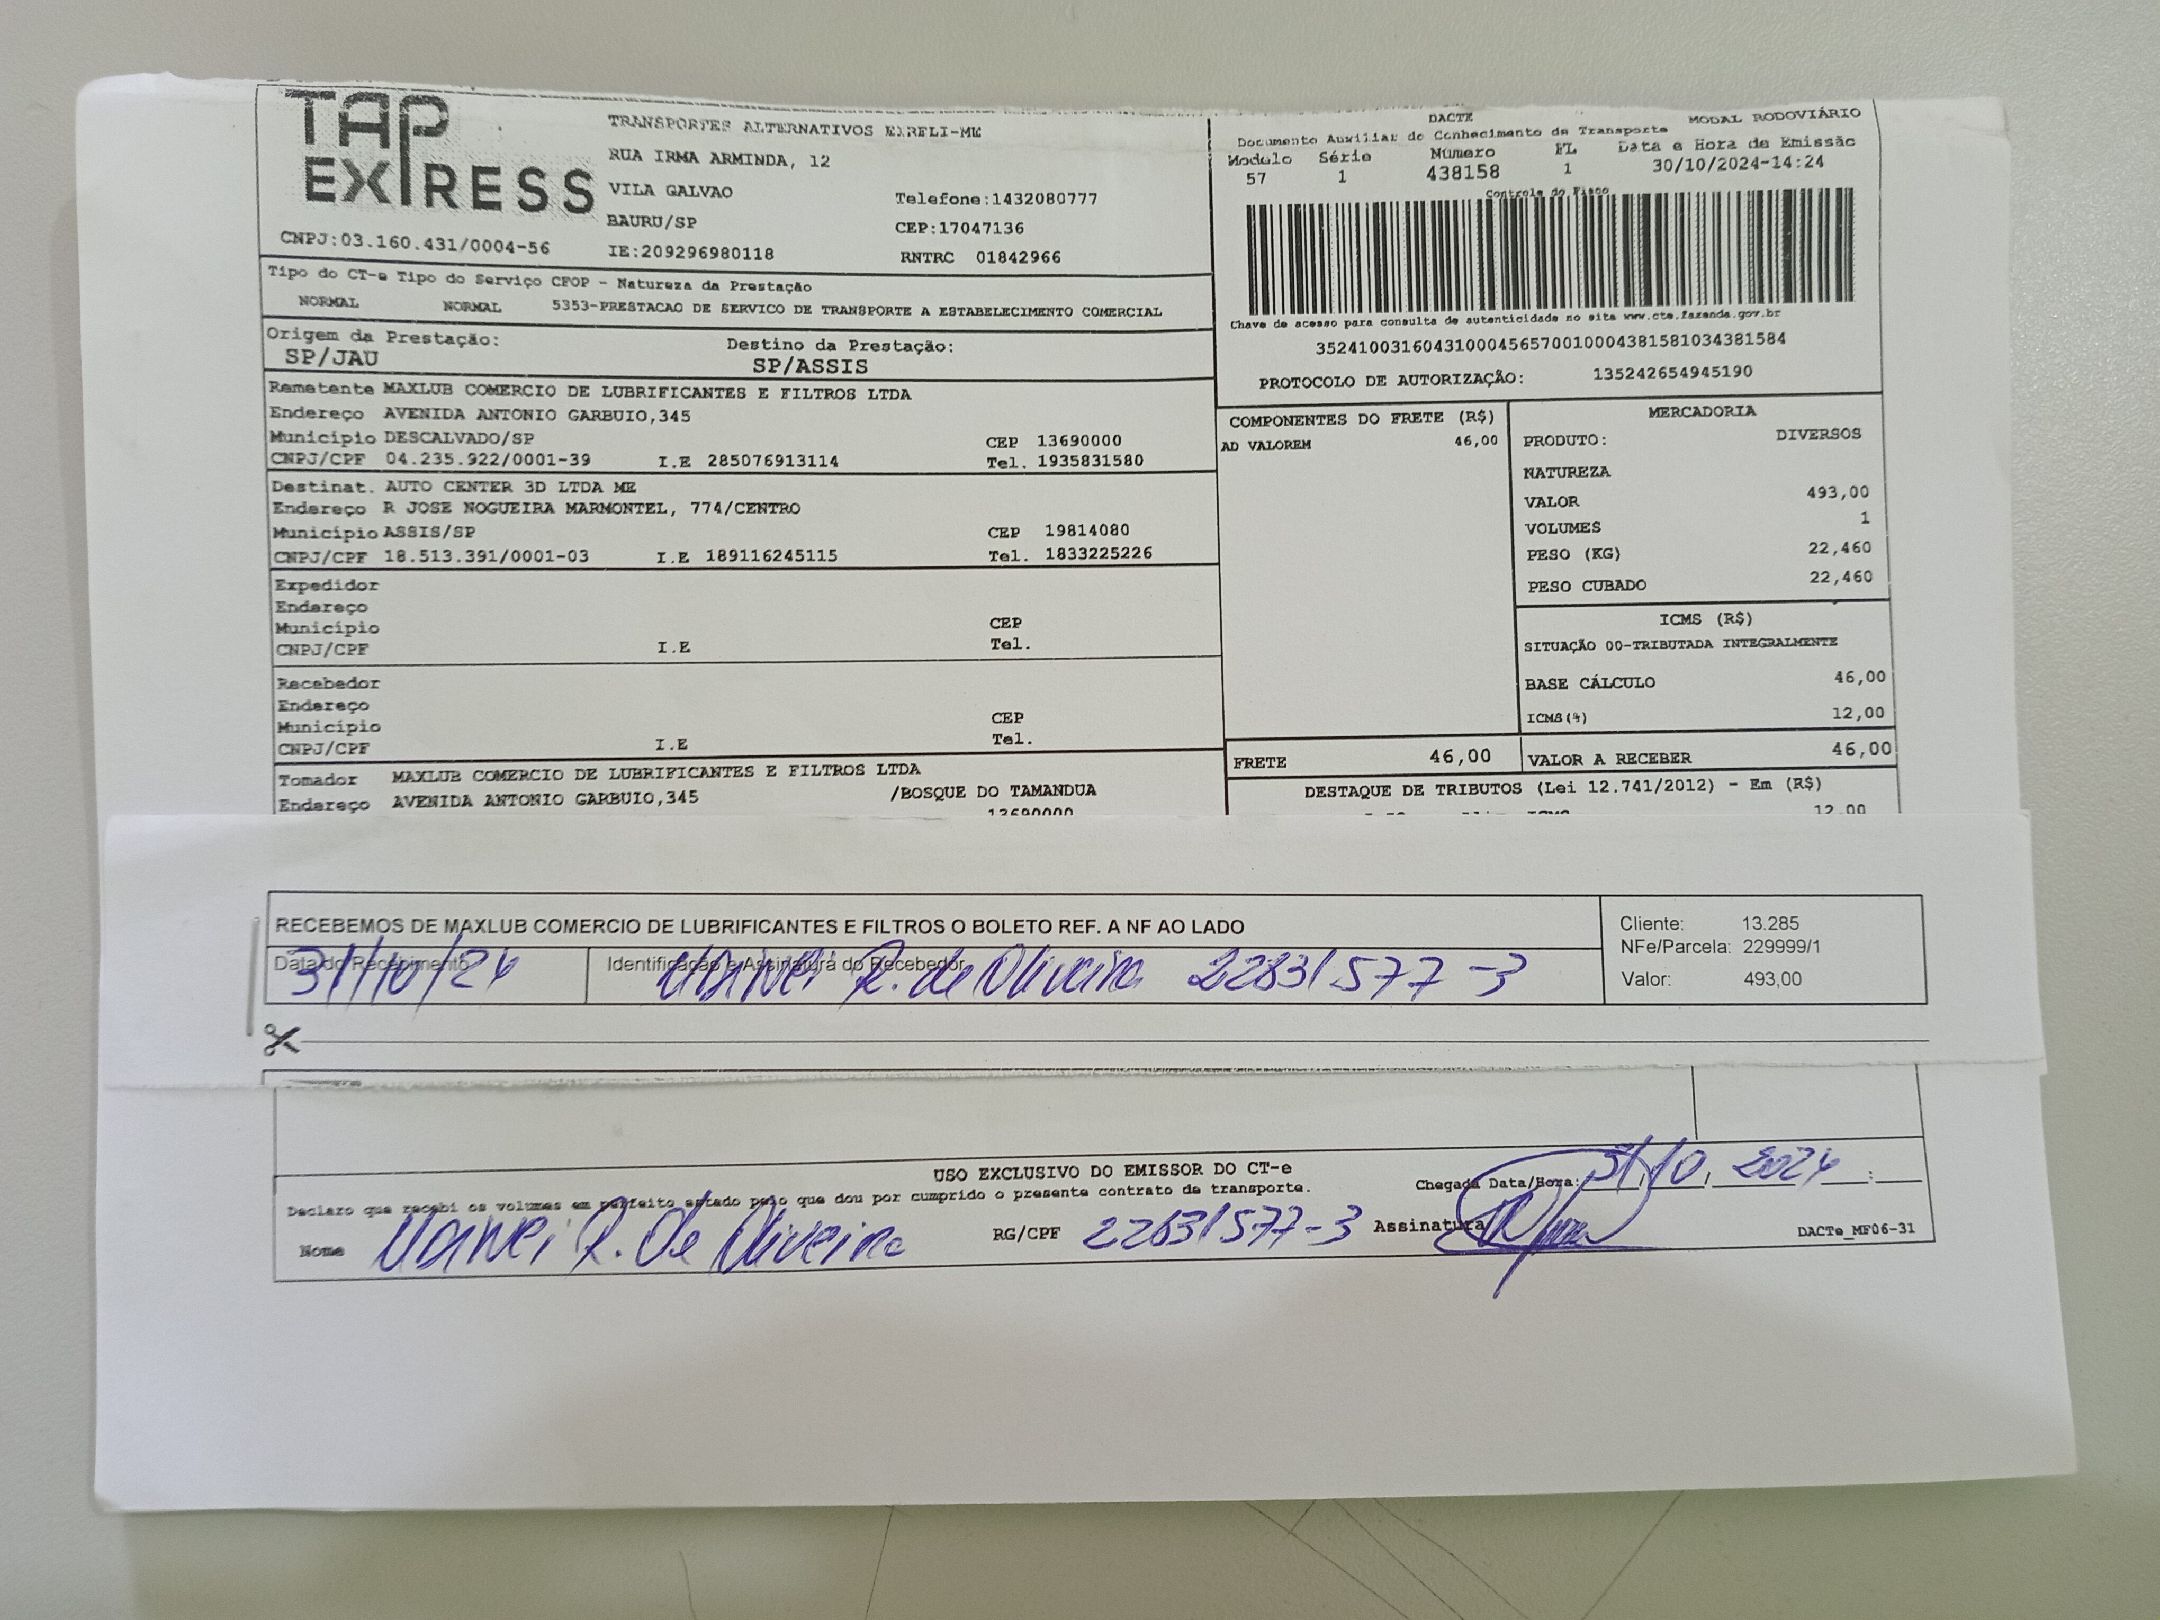 TAP
EXPRESS
CNPJ:03.160.431/0004-56
TRANSPORTES ALTERNATIVOS EIRELI-ME
RUA IRMA ARMINDA, 12
VILA GALVAO
BAURU/SP
IE:209296980118
Telefone:1432080777
CEP:17047136
RNTRC 01842966
DACTE
MODAL RODOVIÁRIO
Documento Auxiliar do Conhecimento de Transporte
Modulo Série Número FL Data e Hora de Emissão
57 1 438158 1 30/10/2024-14:24
Controle do Fisco
Chave de acesso para consulta de autenticidade no site www.cte.fazenda.gov.br
35241003160431000456570010004381581034381584
PROTOCOLO DE AUTORIZAÇÃO: 135242654945190
Tipo do CT-e Tipo do Serviço CFOP - Natureza da Prestação
NORMAL NORMAL 5353-PRESTACAO DE SERVICO DE TRANSPORTE A ESTABELECIMENTO COMERCIAL
Origem da Prestação: Destino da Prestação:
SP/JAU SP/ASSIS
Remetente MAXLUB COMERCIO DE LUBRIFICANTES E FILTROS LTDA
Endereço AVENIDA ANTONIO GARBUIO,345
Município DESCALVADO/SP CEP 13690000
CNPJ/CPF 04.235.922/0001-39 I.E 285076913114 Tel. 1935831580
Destinat. AUTO CENTER 3D LTDA ME
Endereço R JOSE NOGUEIRA MARMONTEL, 774/CENTRO
Município ASSIS/SP CEP 19814080
CNPJ/CPF 18.513.391/0001-03 I.E 189116245115 Tel. 1833225226
Expedidor
Endereço
Município CEP
CNPJ/CPF I.E Tel.
Recebedor
Endereço
Município CEP
CNPJ/CPF I.E Tel.
Tomador MAXLUB COMERCIO DE LUBRIFICANTES E FILTROS LTDA
Endereço AVENIDA ANTONIO GARBUIO,345 /BOSQUE DO TAMANDUA
13690000
COMPONENTES DO FRETE (R$)
AD VALOREM 46,00
MERCADORIA
PRODUTO: DIVERSOS
NATUREZA
VALOR 493,00
VOLUMES 1
PESO (KG) 22,460
PESO CUBADO 22,460
ICMS (R$)
SITUAÇÃO 00-TRIBUTADA INTEGRALMENTE
BASE CÁLCULO 46,00
ICMS(%) 12,00
FRETE 46,00 VALOR A RECEBER 46,00
DESTAQUE DE TRIBUTOS (Lei 12.741/2012) - Em (R$)
ICMS 12,00
RECEBEMOS DE MAXLUB COMERCIO DE LUBRIFICANTES E FILTROS O BOLETO REF. A NF AO LADO
Data do Recebimento Identificação e Assinatura do Recebedor
31/10/24 R. de Oliveira 22631577-3
Cliente: 13.285
NFe/Parcela: 229999/1
Valor: 493,00
USO EXCLUSIVO DO EMISSOR DO CT-e
Declaro que recebi os volumes em perfeito estado pelo que dou por cumprido o presente contrato de transporte.
Chegada Data/Hora: 31/10/2024 :
Nome R. de Oliveira RG/CPF 22631577-3 Assinatura
DACTe_MF06-31